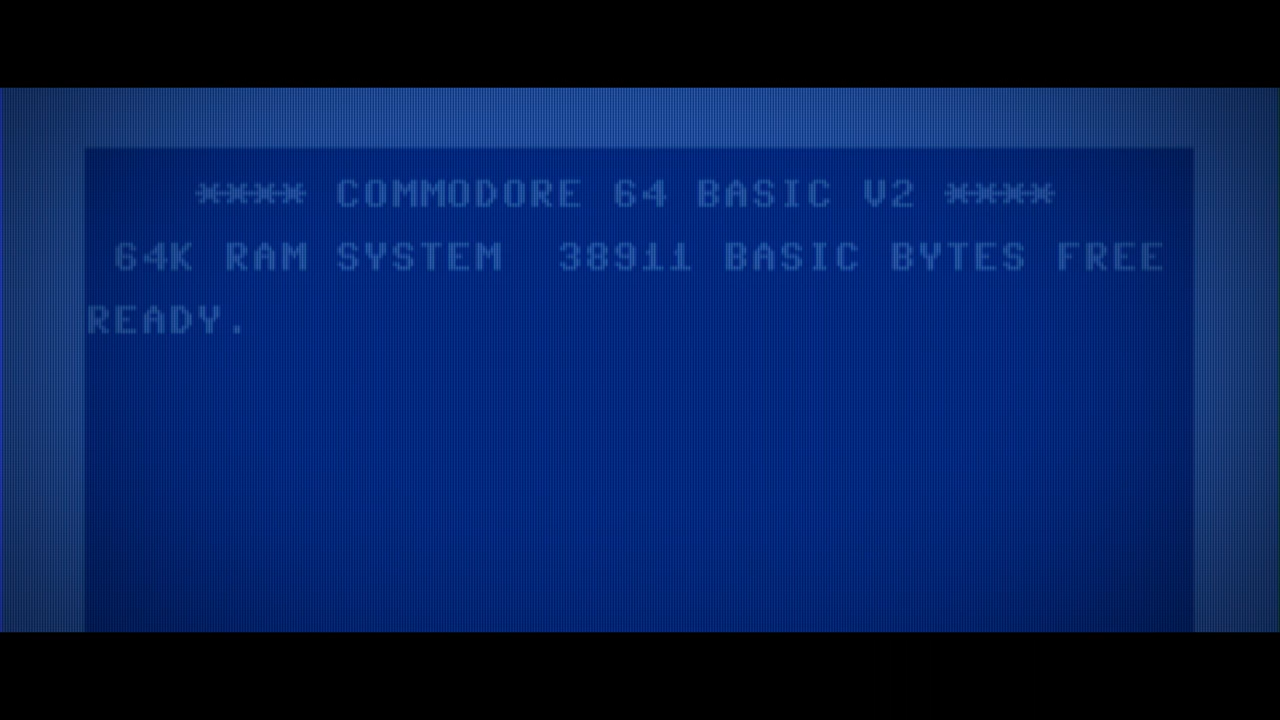 **** COMMODORE 64 BASIC V2 ****
64K RAM SYSTEM  38911 BASIC BYTES FREE
READY.